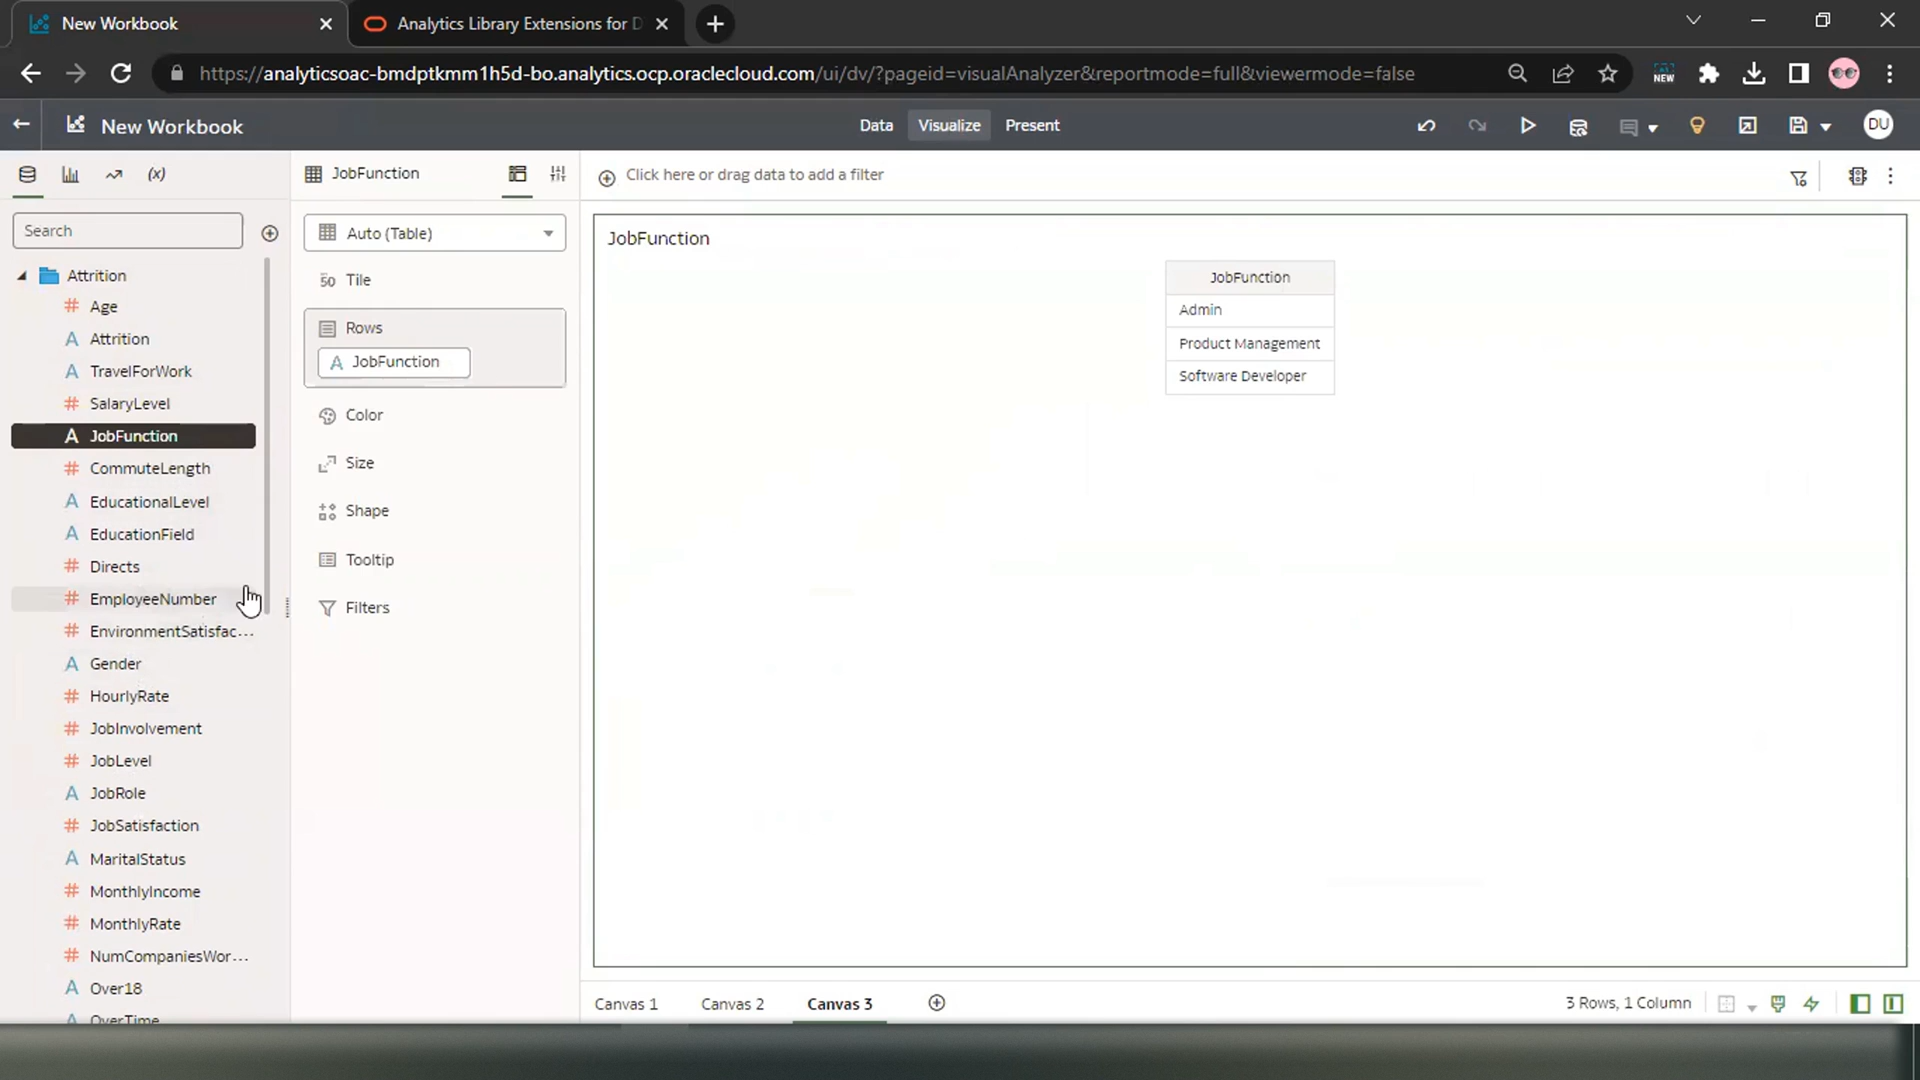 New Workbook
Analytics Library Extensions for D
https://analyticsoac-bmdptkmm1h5d-bo.analytics.ocp.oraclecloud.com/ui/dv/?pageid=visualAnalyzer&reportmode=full&viewermode=false
NEW
New Workbook
Data
Visualize
Present
DU
(x)
JobFunction
Click here or drag data to add a filter
Search
Attrition
# Age
A Attrition
A TravelForWork
# SalaryLevel
A JobFunction
# CommuteLength
A EducationalLevel
A EducationField
# Directs
# EmployeeNumber
# EnvironmentSatisfac...
A Gender
# HourlyRate
# JobInvolvement
# JobLevel
A JobRole
# JobSatisfaction
A MaritalStatus
# MonthlyIncome
# MonthlyRate
# NumCompaniesWor...
A Over18
A OverTime
Auto (Table)
50 Tile
Rows
A JobFunction
Color
Size
Shape
Tooltip
Filters
JobFunction
JobFunction
Admin
Product Management
Software Developer
Canvas 1
Canvas 2
Canvas 3
3 Rows, 1 Column